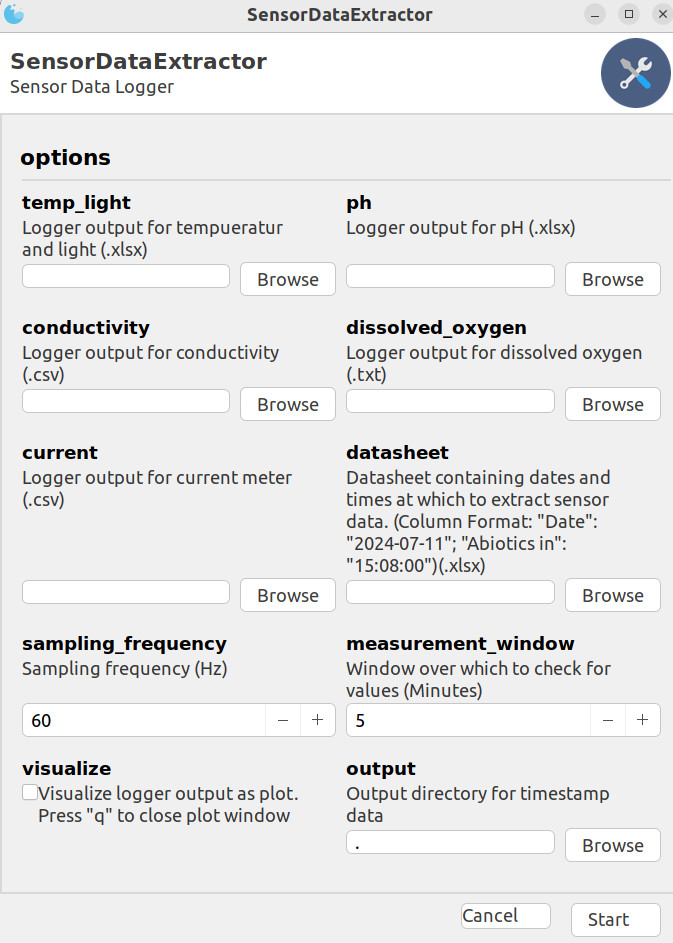 SensorDataExtractor
SensorDataExtractor
Sensor Data Logger
options
temp_light
Logger output for tempueratur
and light (.xlsx)
Browse
ph
Logger output for pH (.xlsx)
Browse
conductivity
Logger output for conductivity
(.csv)
Browse
dissolved_oxygen
Logger output for dissolved oxygen
(.txt)
Browse
current
Logger output for current meter
(.csv)
Browse
datasheet
Datasheet containing dates and
times at which to extract sensor
data. (Column Format: "Date":
"2024-07-11"; "Abiotics in":
"15:08:00")(.xlsx)
Browse
sampling_frequency
Sampling frequency (Hz)
60 − +
measurement_window
Window over which to check for
values (Minutes)
5 − +
visualize
Visualize logger output as plot.
Press "q" to close plot window
output
Output directory for timestamp
data
. Browse
Cancel Start